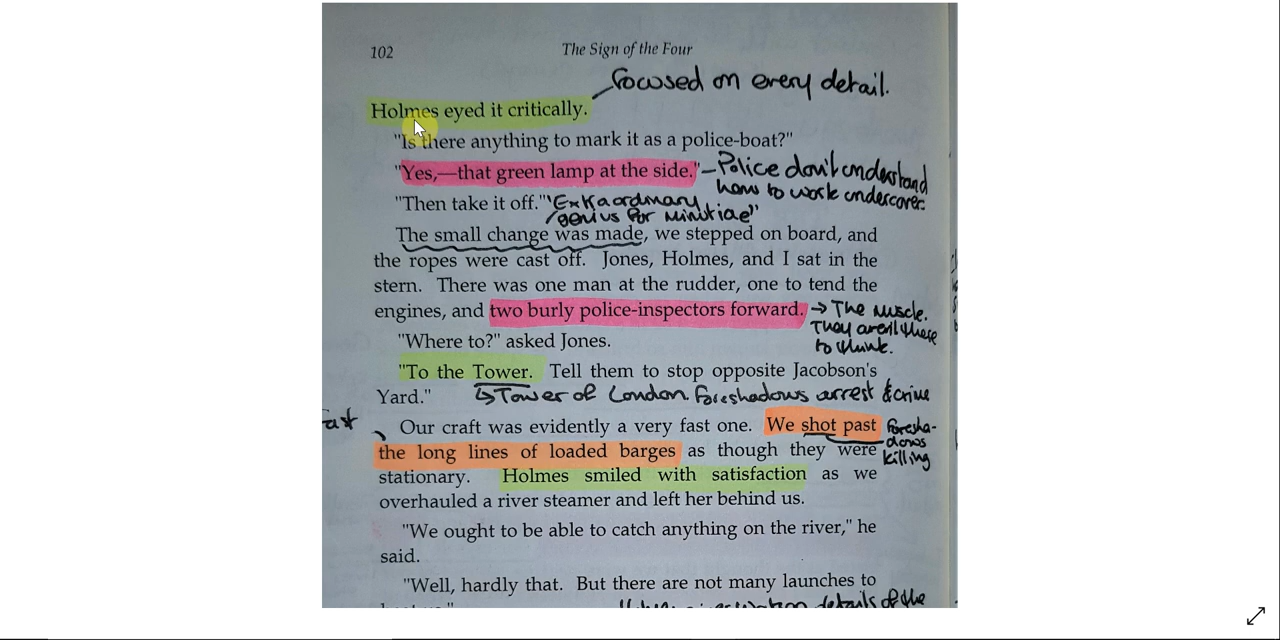 102
The Sign of the Four
focused on every detail.
Holmes eyed it critically.
"Is there anything to mark it as a police-boat?"
"Yes,—that green lamp at the side."
– Police don't understand
how to work undercover.
"Then take it off."
"Extraordinary
genius for minutiae"
The small change was made, we stepped on board, and
the ropes were cast off. Jones, Holmes, and I sat in the
stern. There was one man at the rudder, one to tend the
engines, and two burly police-inspectors forward.
→ The muscle.
They aren't there
to think.
"Where to?" asked Jones.
"To the Tower. Tell them to stop opposite Jacobson's
Yard."
↳ Tower of London foreshadows arrest & crime
Our craft was evidently a very fast one. We shot past
the long lines of loaded barges as though they were
foresha-
dows
killing
stationary. Holmes smiled with satisfaction as we
overhauled a river steamer and left her behind us.
"We ought to be able to catch anything on the river," he
said.
"Well, hardly that. But there are not many launches to
details of the